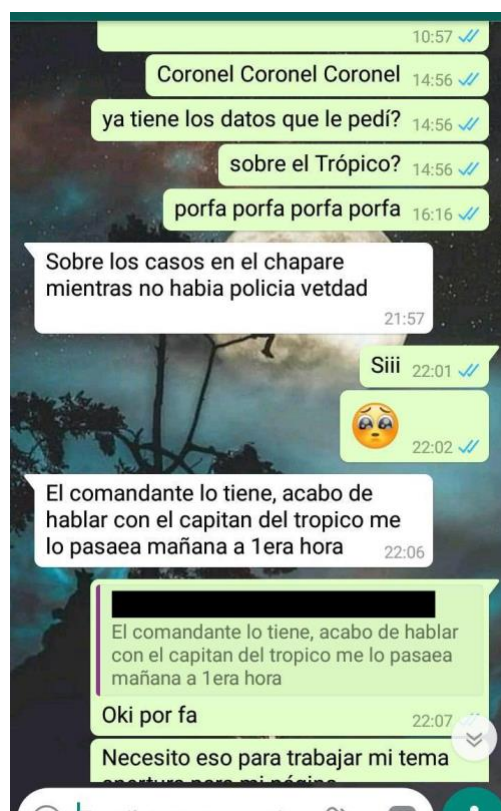 10:57
Coronel Coronel Coronel 14:56
ya tiene los datos que le pedí? 14:56
sobre el Trópico? 14:56
porfa porfa porfa porfa 16:16
Sobre los casos en el chapare
mientras no habia policia vetdad
21:57
Siii 22:01
22:02
El comandante lo tiene, acabo de
hablar con el capitan del tropico me
lo pasaea mañana a 1era hora 22:06
El comandante lo tiene, acabo de hablar
con el capitan del tropico me lo pasaea
mañana a 1era hora
Oki por fa 22:07
Necesito eso para trabajar mi tema